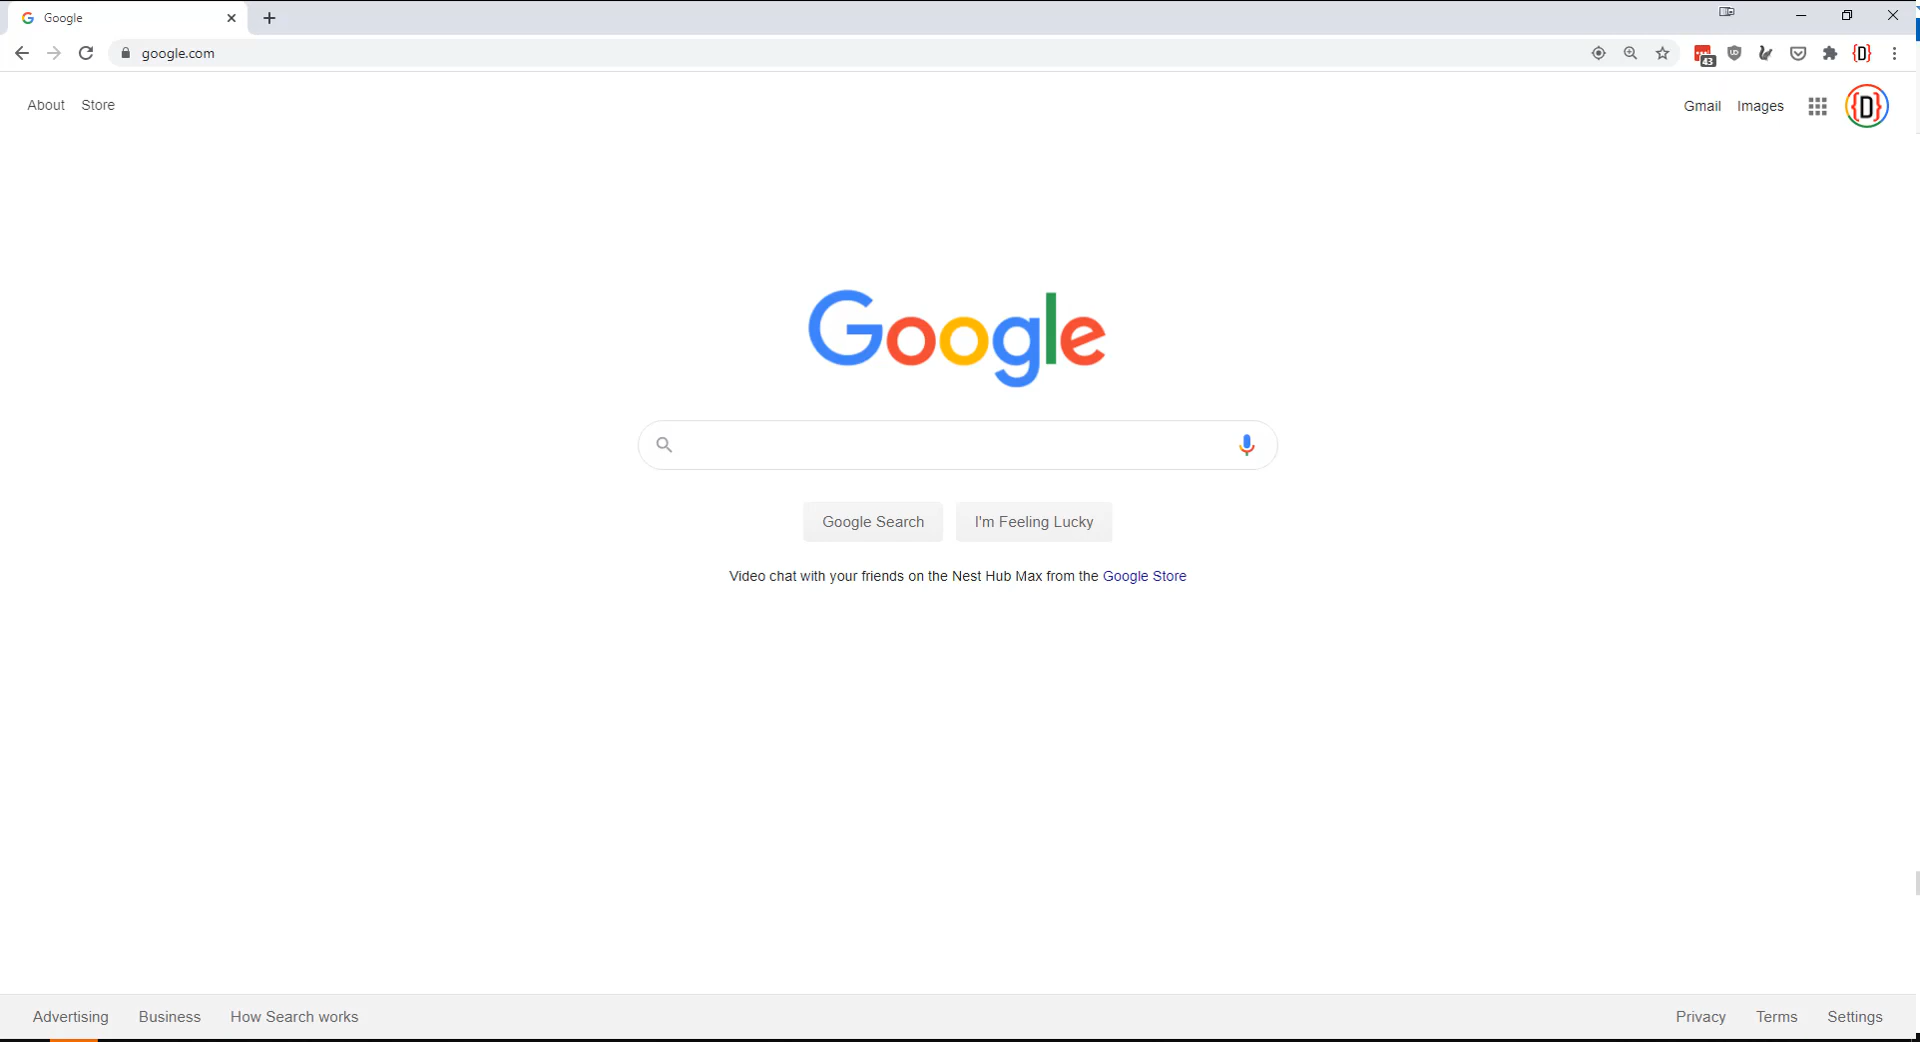 Google
google.com
43
About Store
Gmail Images
{D}
Google
Google Search I'm Feeling Lucky
Video chat with your friends on the Nest Hub Max from the Google Store
Advertising Business How Search works
Privacy Terms Settings